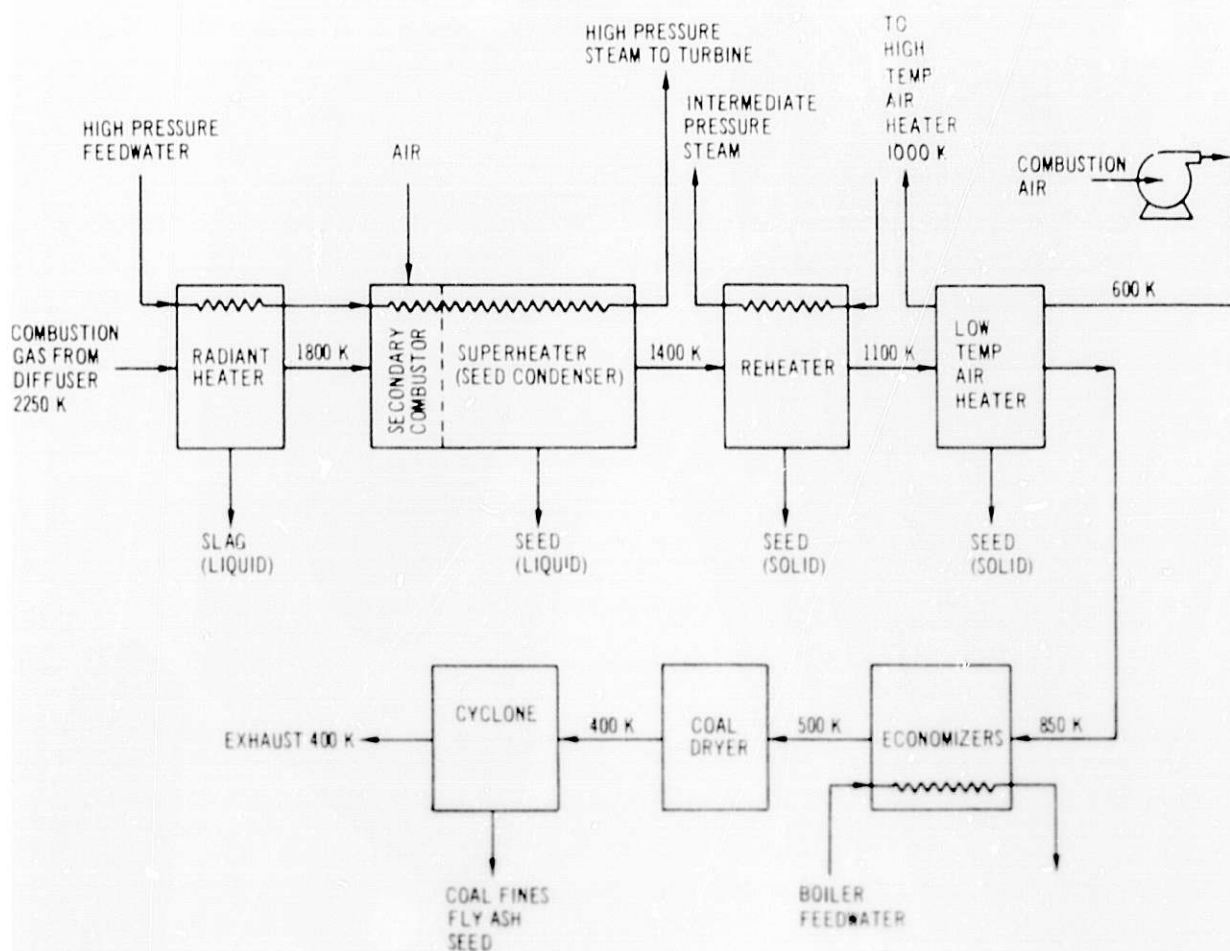 HIGH PRESSURE
STEAM TO TURBINE
TO
HIGH
TEMP
AIR
HEATER
1000 K
INTERMEDIATE
PRESSURE
STEAM
HIGH PRESSURE
FEEDWATER
AIR
COMBUSTION
AIR
600 K
COMBUSTION
GAS FROM
DIFFUSER
2250 K
RADIANT
HEATER
1800 K
SECONDARY
COMBUSTOR
SUPERHEATER
(SEED CONDENSER)
1400 K
REHEATER
1100 K
LOW
TEMP
AIR
HEATER
SLAG
(LIQUID)
SEED
(LIQUID)
SEED
(SOLID)
SEED
(SOLID)
EXHAUST 400 K
CYCLONE
400 K
COAL
DRYER
500 K
ECONOMIZERS
850 K
COAL FINES
FLY ASH
SEED
BOILER
FEEDWATER